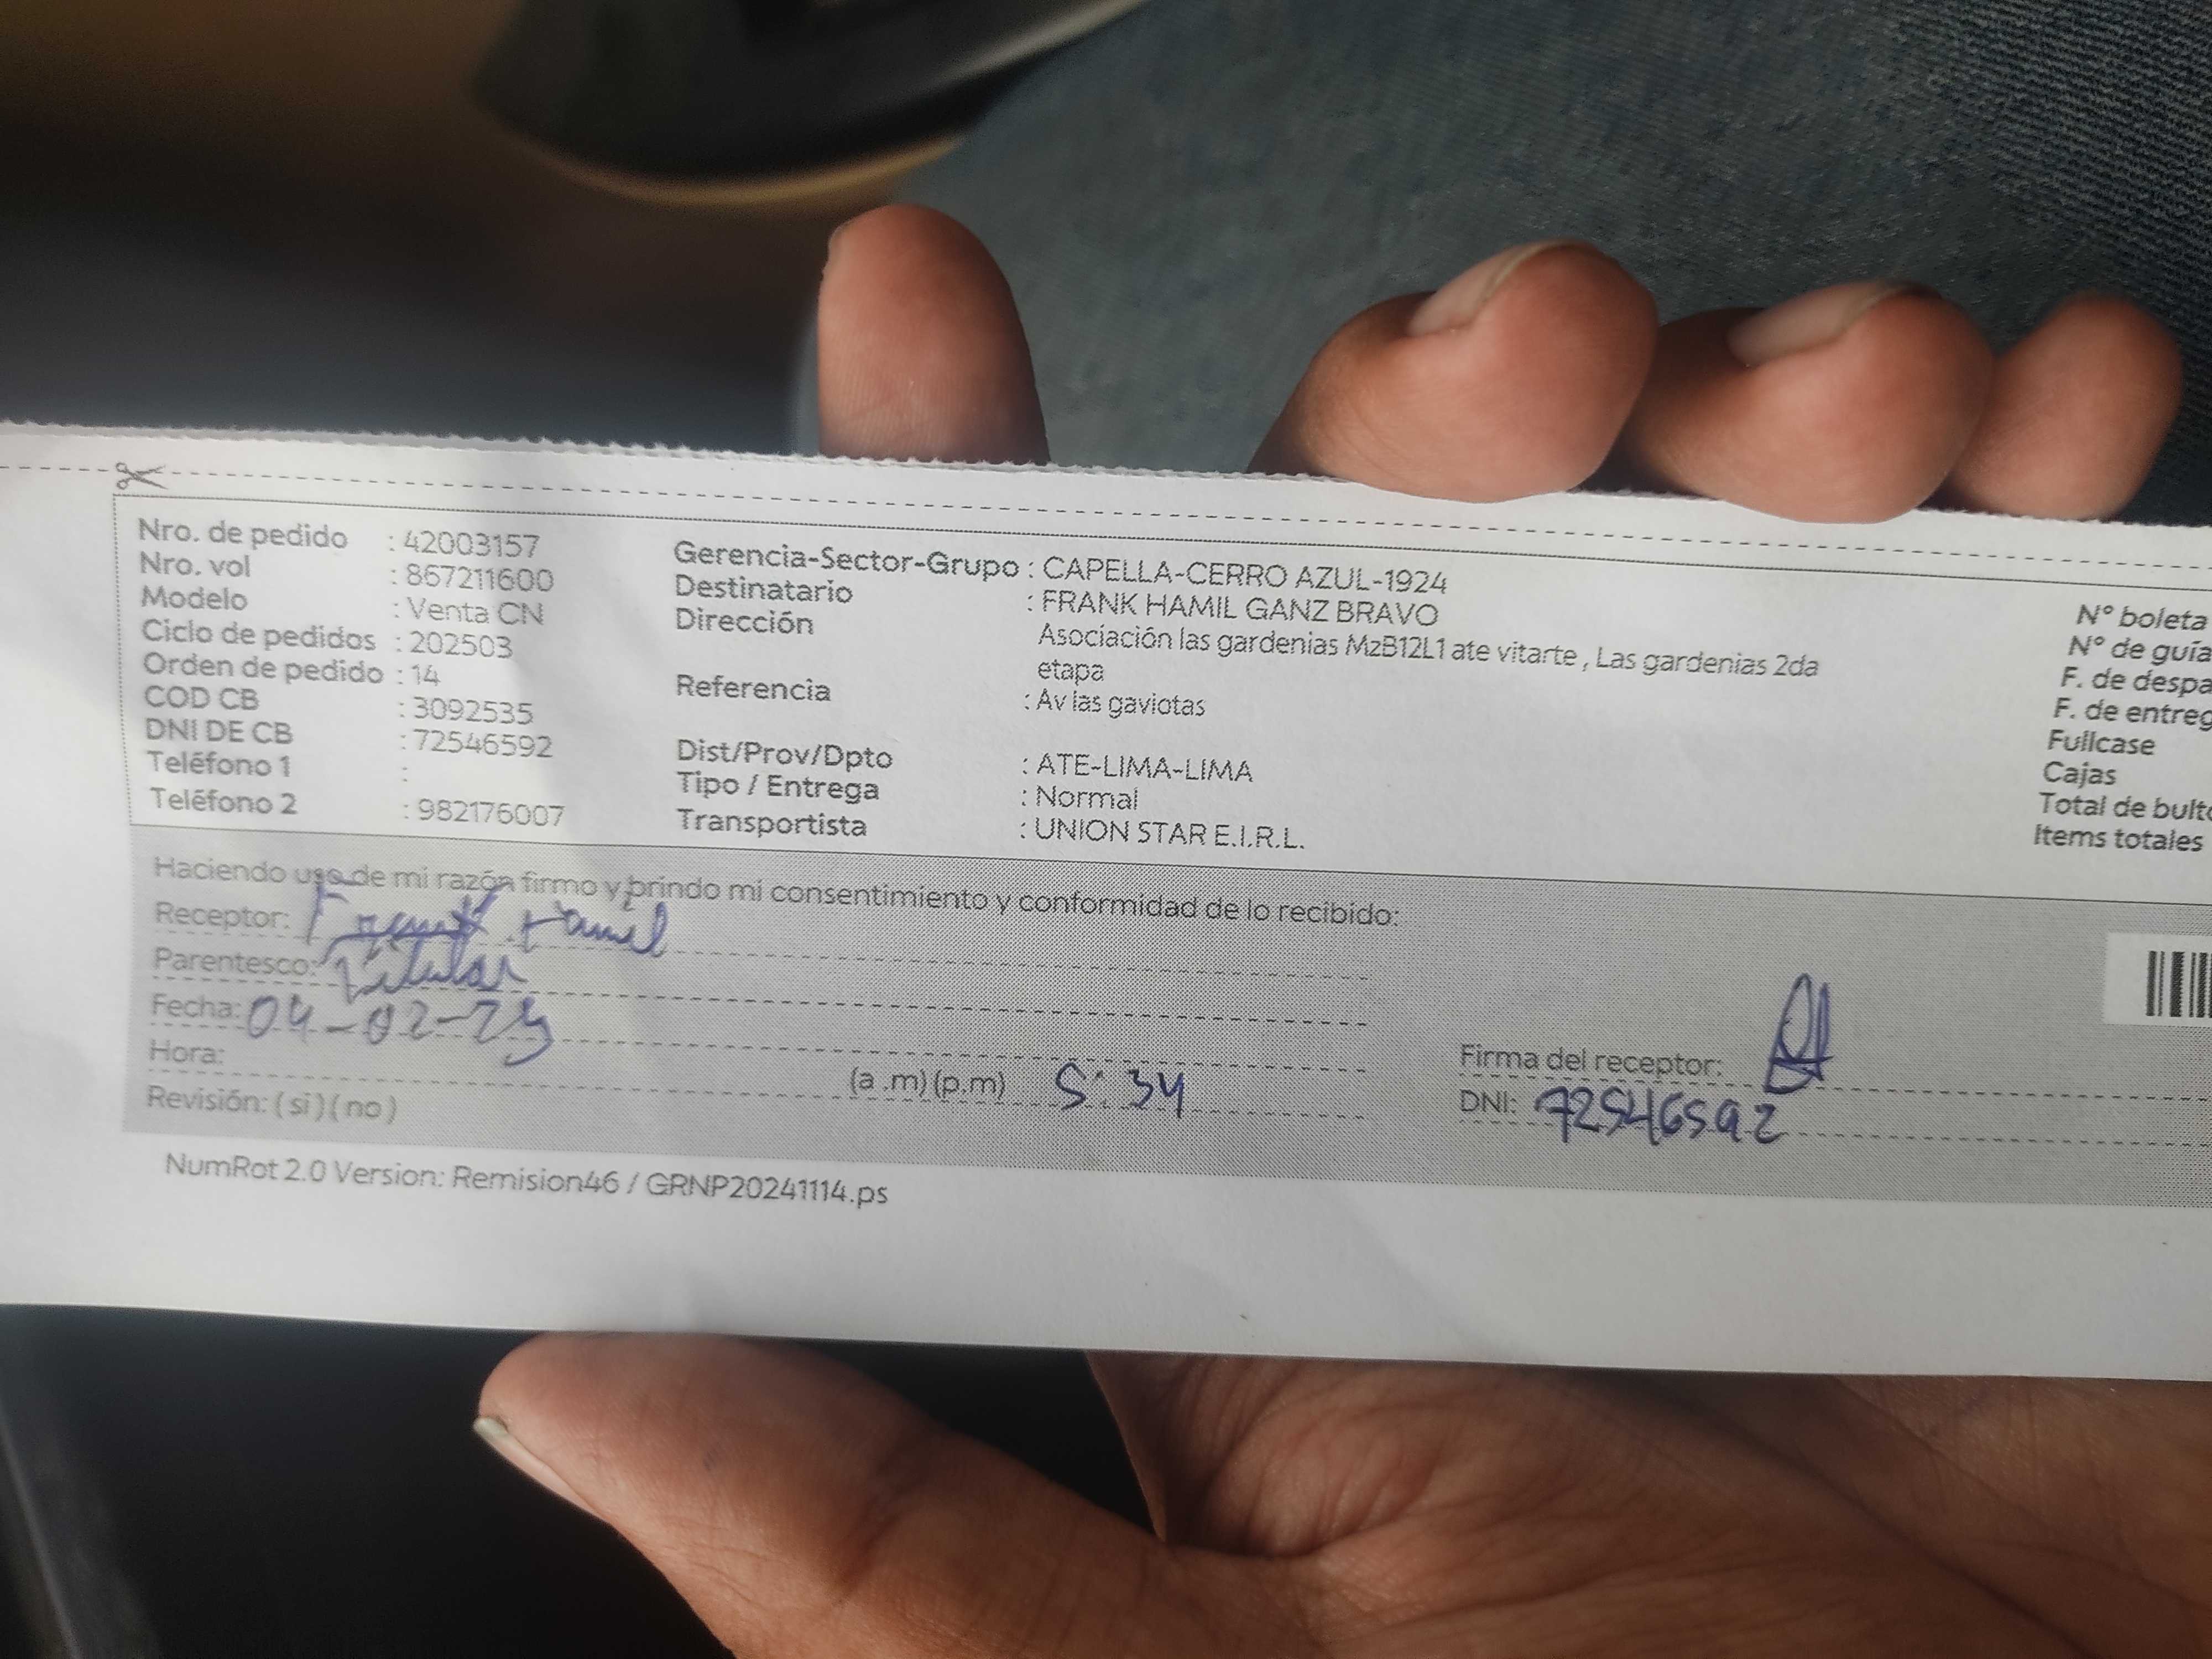 Nro. de pedido : 42003157
Nro. vol : 867211600
Modelo : Venta CN
Ciclo de pedidos : 202503
Orden de pedido : 14
COD CB : 3092535
DNI DE CB : 72546592
Teléfono 1 :
Teléfono 2 : 982176007
Gerencia-Sector-Grupo : CAPELLA-CERRO AZUL-1924
Destinatario : FRANK HAMIL GANZ BRAVO
Dirección Asociación las gardenias MzB12L1 ate vitarte , Las gardenias 2da
etapa
Referencia : Av las gaviotas
Dist/Prov/Dpto : ATE-LIMA-LIMA
Tipo / Entrega : Normal
Transportista : UNION STAR E.I.R.L.
N° boleta
N° de guía
F. de despa
F. de entreg
Fullcase
Cajas
Total de bulto
Items totales
Haciendo uso de mi razón firmo y brindo mi consentimiento y conformidad de lo recibido:
Receptor: Frank Hamil
Parentesco: Titular
Fecha: 04-02-25
Hora: (a .m) (p.m) 5:34
Revisión: ( si ) ( no )
Firma del receptor:
DNI: 72546592
NumRot 2.0 Version: Remision46 / GRNP20241114.ps